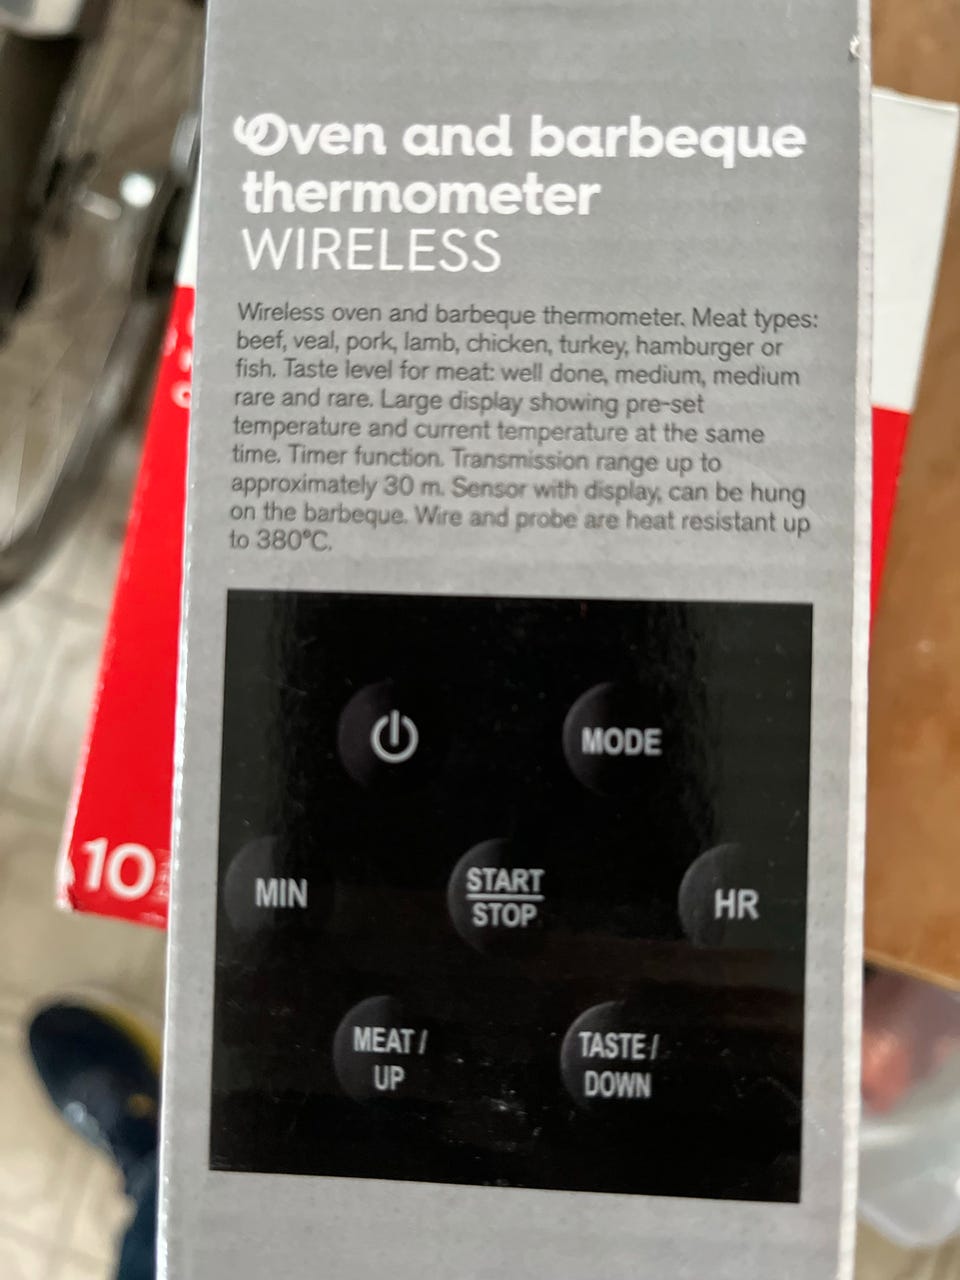 Oven and barbeque
thermometer
WIRELESS
Wireless oven and barbeque thermometer. Meat types:
beef, veal, pork, lamb, chicken, turkey, hamburger or
fish. Taste level for meat: well done, medium, medium
rare and rare. Large display showing pre-set
temperature and current temperature at the same
time. Timer function. Transmission range up to
approximately 30 m. Sensor with display, can be hung
on the barbeque. Wire and probe are heat resistant up
to 380°C.
MODE
MIN
START
STOP
HR
MEAT /
UP
TASTE /
DOWN
10